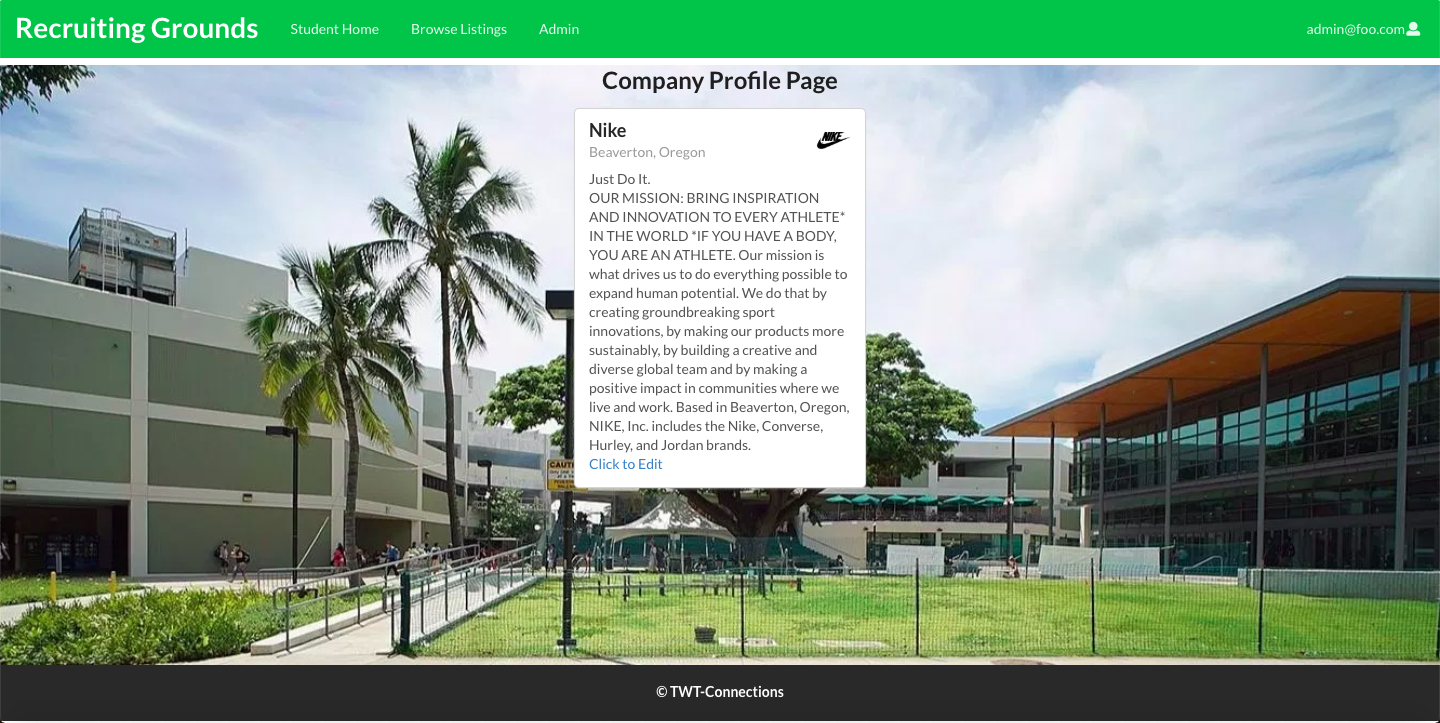 Recruiting Grounds Student Home Browse Listings Admin admin@foo.com
Company Profile Page
Nike
NIKE
Beaverton, Oregon
Just Do It.
OUR MISSION: BRING INSPIRATION
AND INNOVATION TO EVERY ATHLETE*
IN THE WORLD *IF YOU HAVE A BODY,
YOU ARE AN ATHLETE. Our mission is
what drives us to do everything possible to
expand human potential. We do that by
creating groundbreaking sport
innovations, by making our products more
sustainably, by building a creative and
diverse global team and by making a
positive impact in communities where we
live and work. Based in Beaverton, Oregon,
NIKE, Inc. includes the Nike, Converse,
Hurley, and Jordan brands.
Click to Edit
CAUT
© TWT-Connections